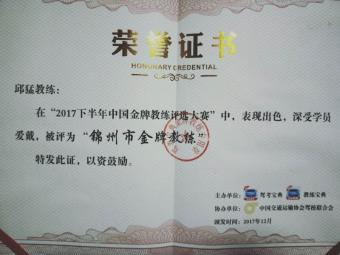 荣誉证书
HONORARY CREDENTIAL
邱猛教练:
在“2017下半年中国金牌教练评选大赛”中,表现出色,深受学员
爱戴,被评为“锦州市金牌教练”
特发此证,以资鼓励。
主办单位: 驾考宝典 教练宝典
协办单位: 中国交通运输协会驾校联合会
颁发时间:2017年12月